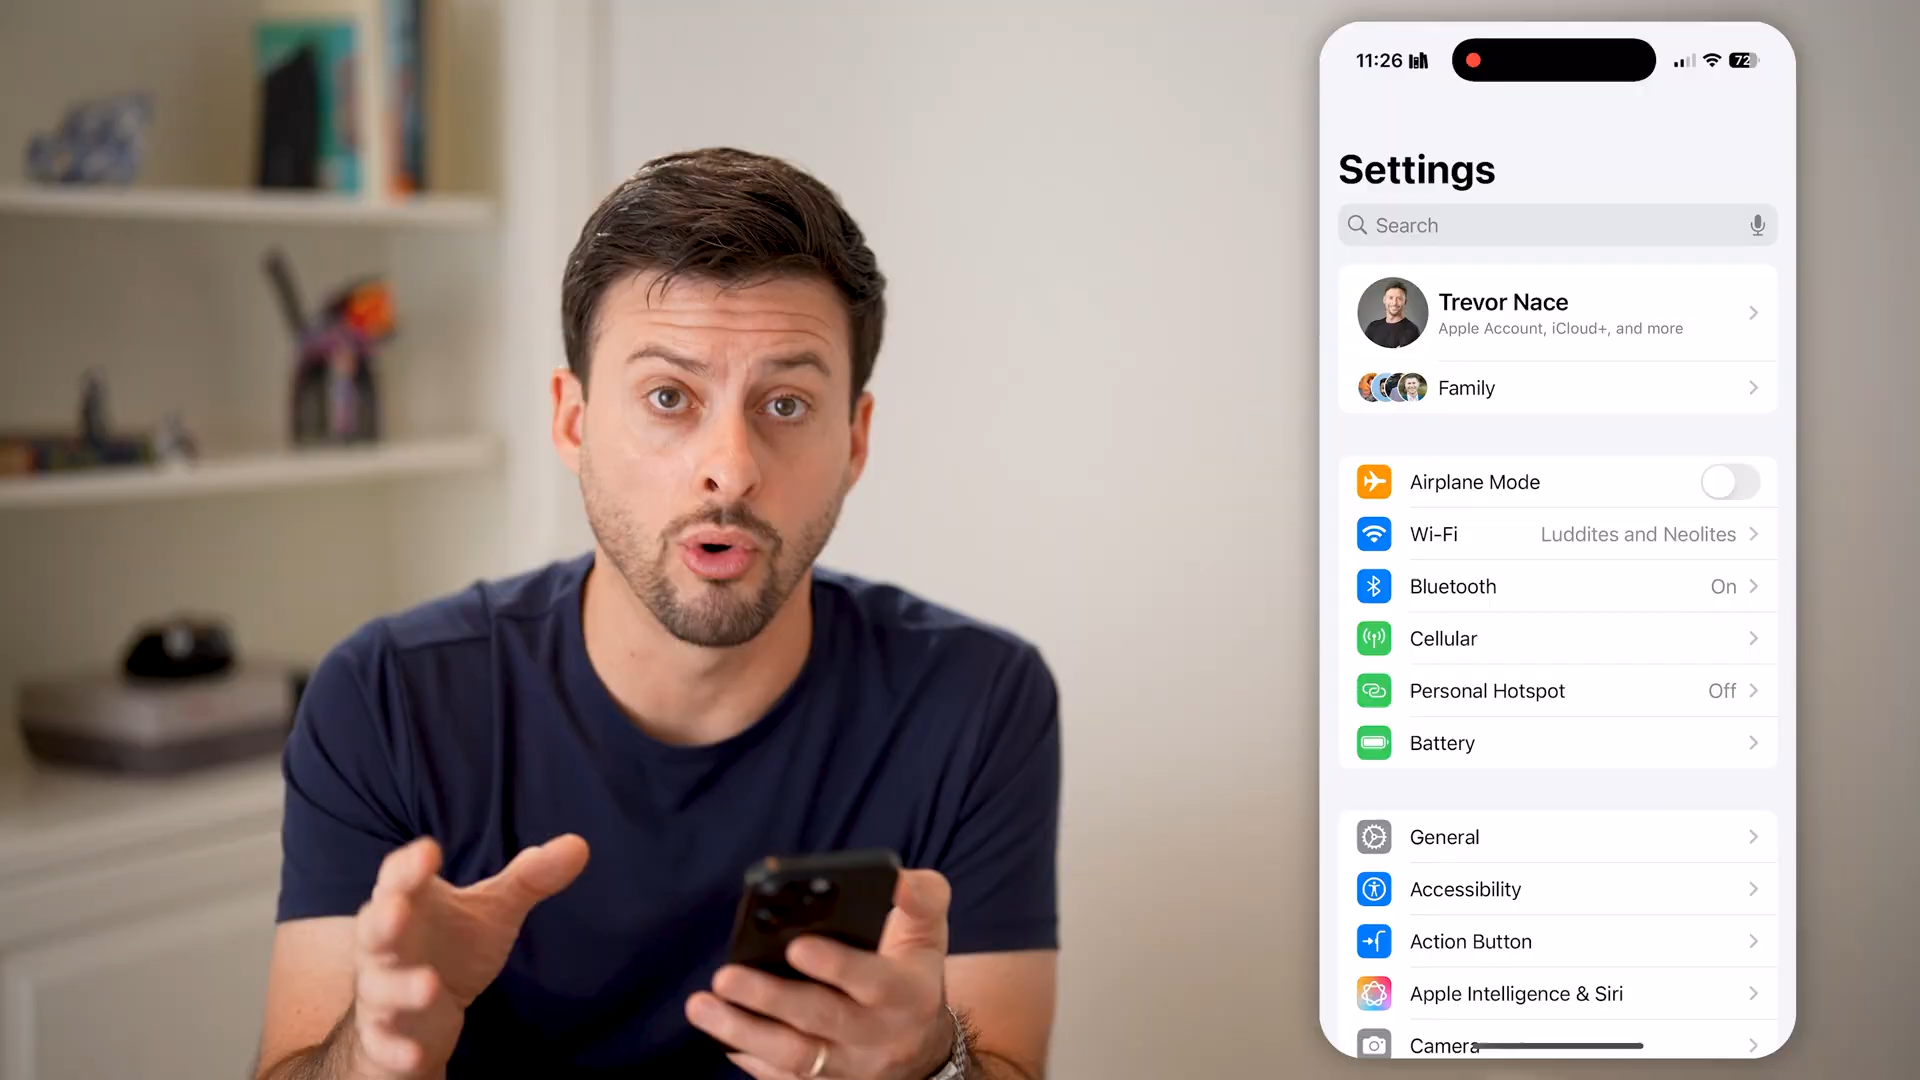 11:26
72
Settings
Search
Trevor Nace
Apple Account, iCloud+, and more
Family
Airplane Mode
Wi-Fi Luddites and Neolites
Bluetooth On
Cellular
Personal Hotspot Off
Battery
General
Accessibility
Action Button
Apple Intelligence & Siri
Camera